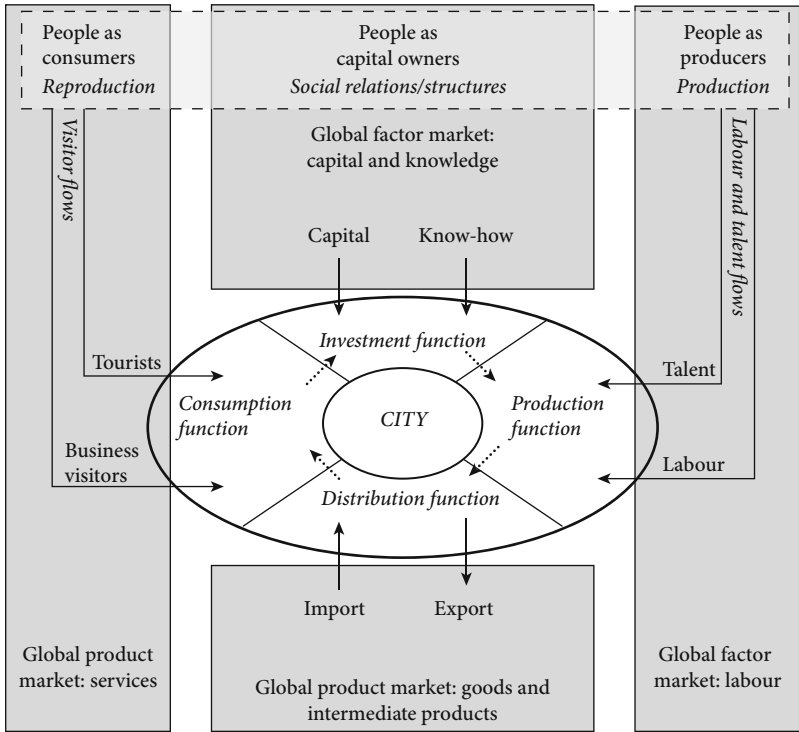 People as
consumers
Reproduction
People as
capital owners
Social relations/structures
People as
producers
Production
Visitor flows
Labour and talent flows
Global factor market:
capital and knowledge
Capital
Know-how
Investment function
Tourists
Talent
Consumption
function
CITY
Production
function
Business
visitors
Labour
Distribution function
Import
Export
Global product
market: services
Global product market: goods and
intermediate products
Global factor
market: labour